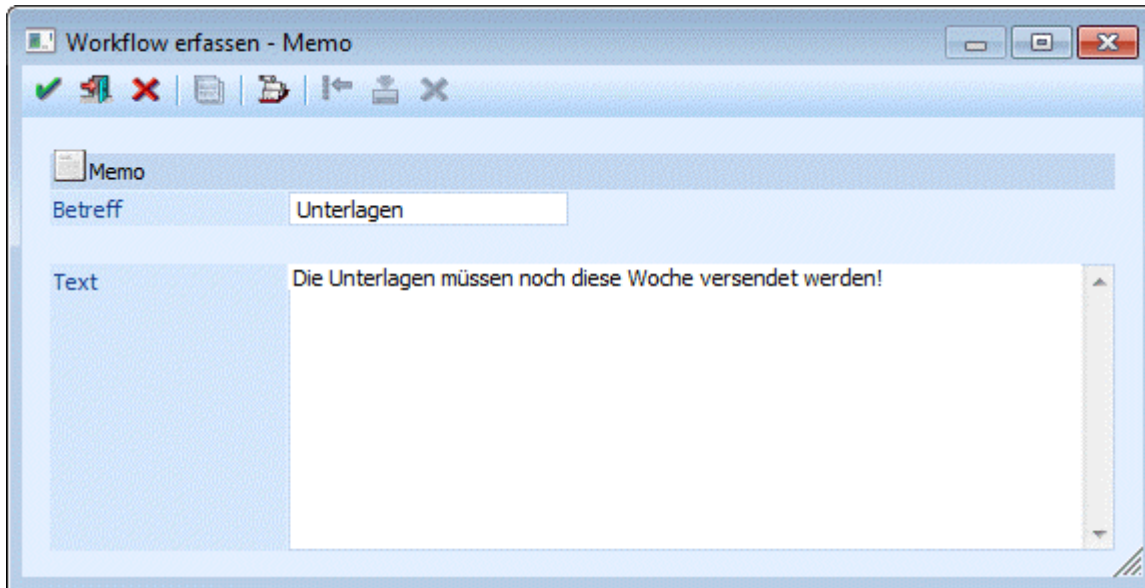 Workflow erfassen - Memo
Memo
Betreff Unterlagen
Text Die Unterlagen müssen noch diese Woche versendet werden!